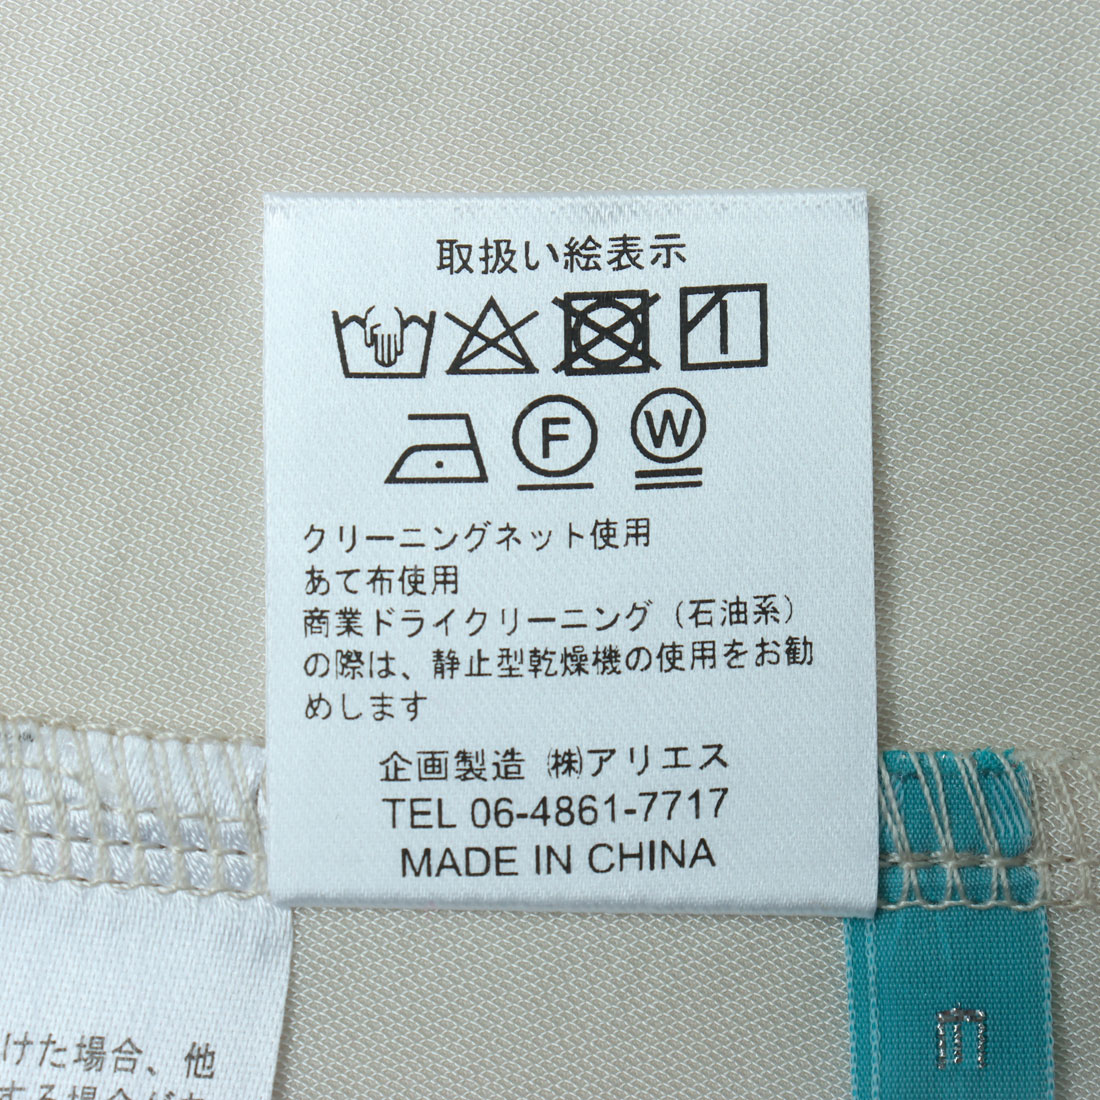 取扱い絵表示
F
W
クリーニングネット使用
あて布使用
商業ドライクリーニング（石油系）
の際は、静止型乾燥機の使用をお勧
めします
企画製造 ㈱アリエス
TEL 06-4861-7717
MADE IN CHINA
けた場合、他